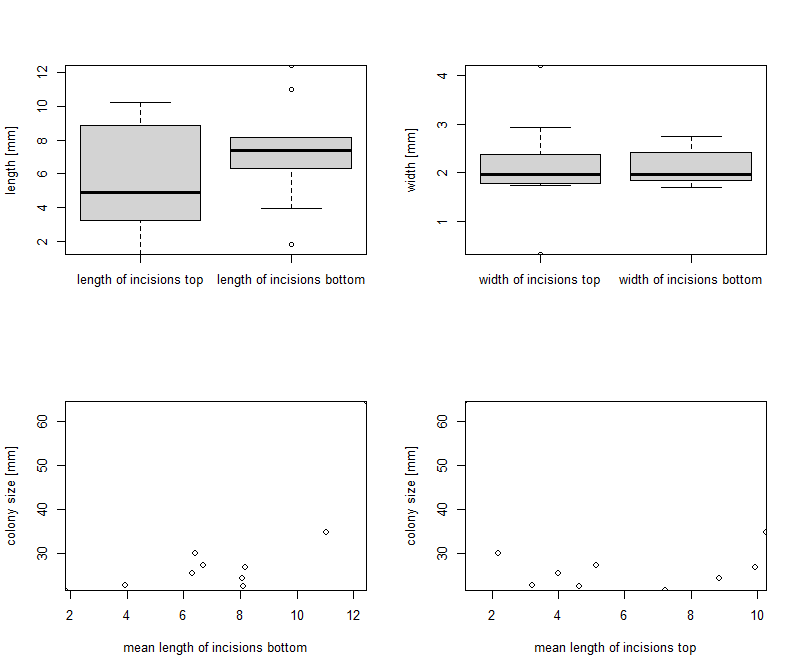 length [mm]
2 4 6 8 10 12
length of incisions top length of incisions bottom
width [mm]
1 2 3 4
width of incisions top width of incisions bottom
colony size [mm]
30 40 50 60
2 4 6 8 10 12
mean length of incisions bottom
colony size [mm]
30 40 50 60
2 4 6 8 10
mean length of incisions top